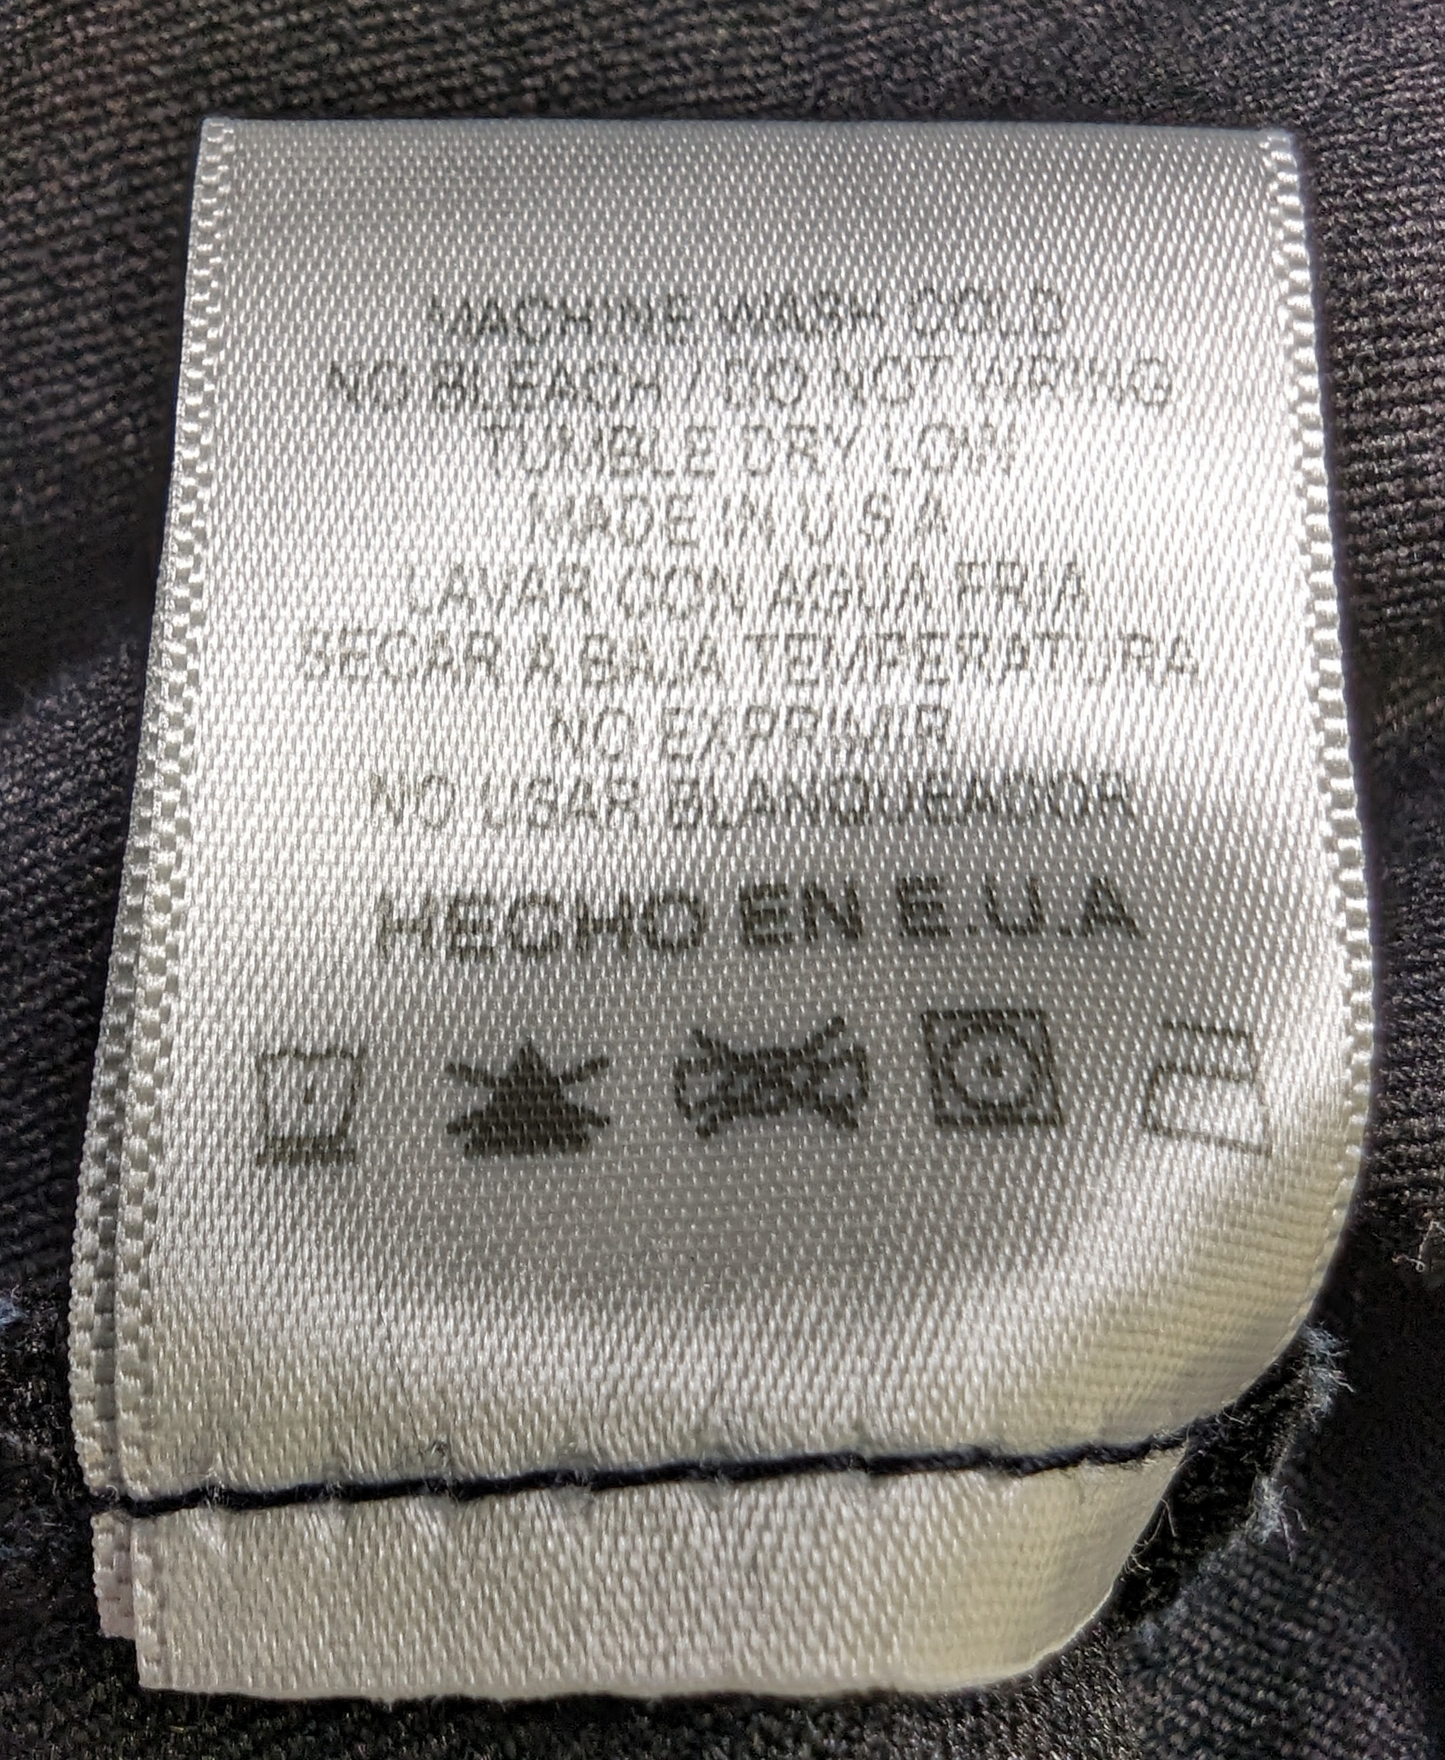 MACHINE WASH COLD
NO BLEACH / DO NOT WRING
TUMBLE DRY LOW
MADE IN U S A
LAVAR CON AGUA FRIA
SECAR A BAJA TEMPERATURA
NO EXPRIMIR
NO USAR BLANQUEADOR
HECHO EN E.U.A